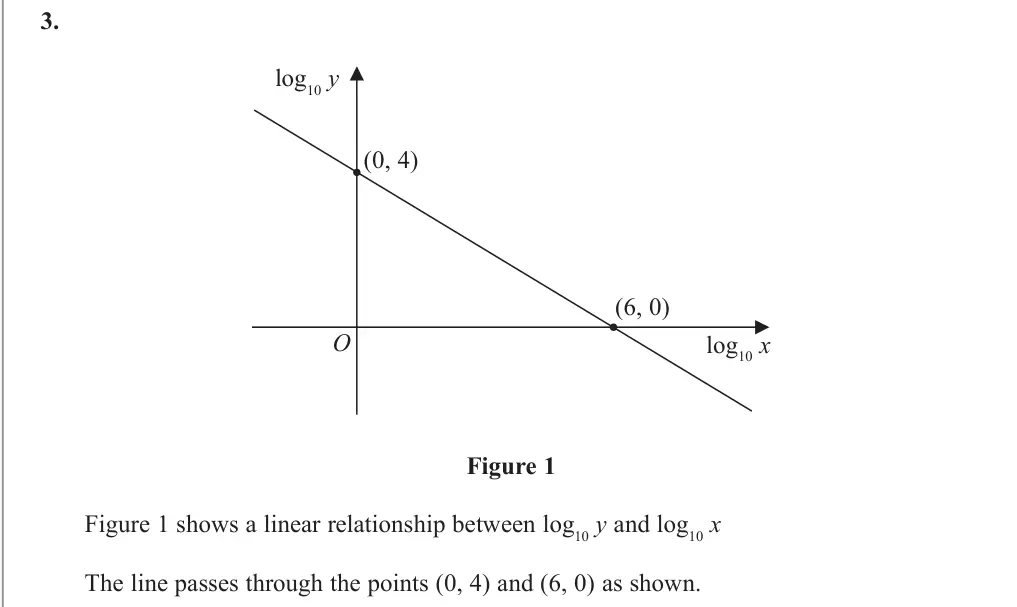 3.
log₁₀ y
(0, 4)
(6, 0)
O
log₁₀ x
Figure 1
Figure 1 shows a linear relationship between log₁₀ y and log₁₀ x
The line passes through the points (0, 4) and (6, 0) as shown.